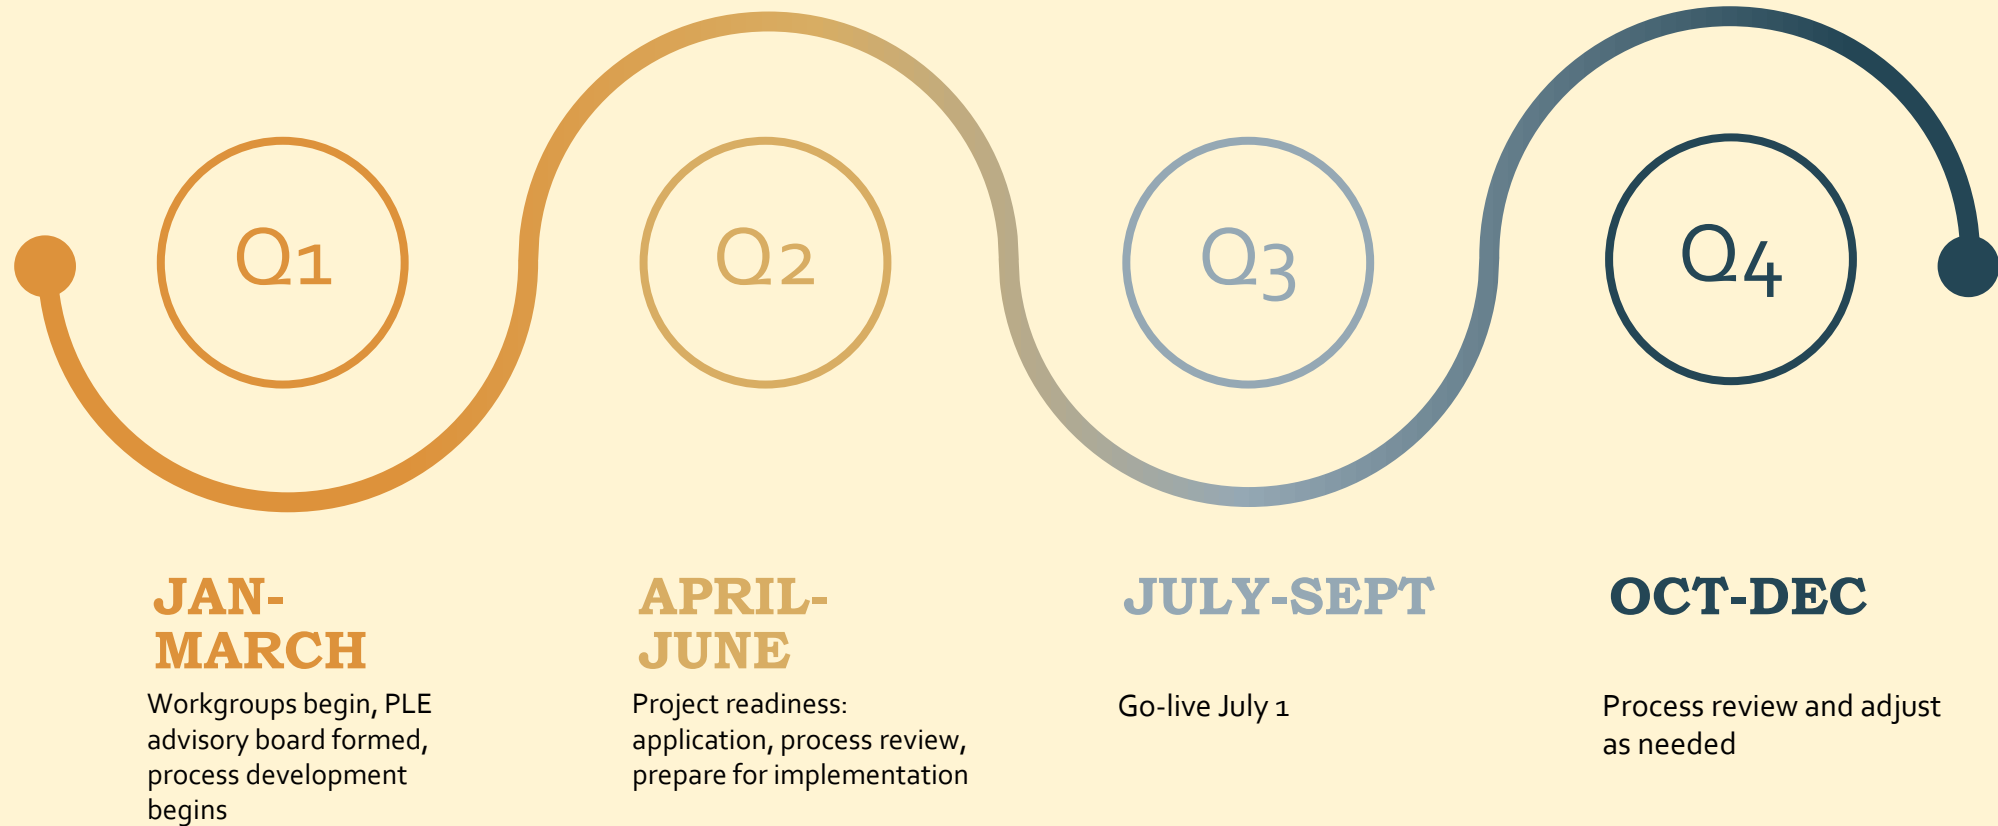 Q1
Q2
Q3
Q4
JAN-
MARCH
Workgroups begin, PLE
advisory board formed,
process development
begins
APRIL-
JUNE
Project readiness:
application, process review,
prepare for implementation
JULY-SEPT
Go-live July 1
OCT-DEC
Process review and adjust
as needed